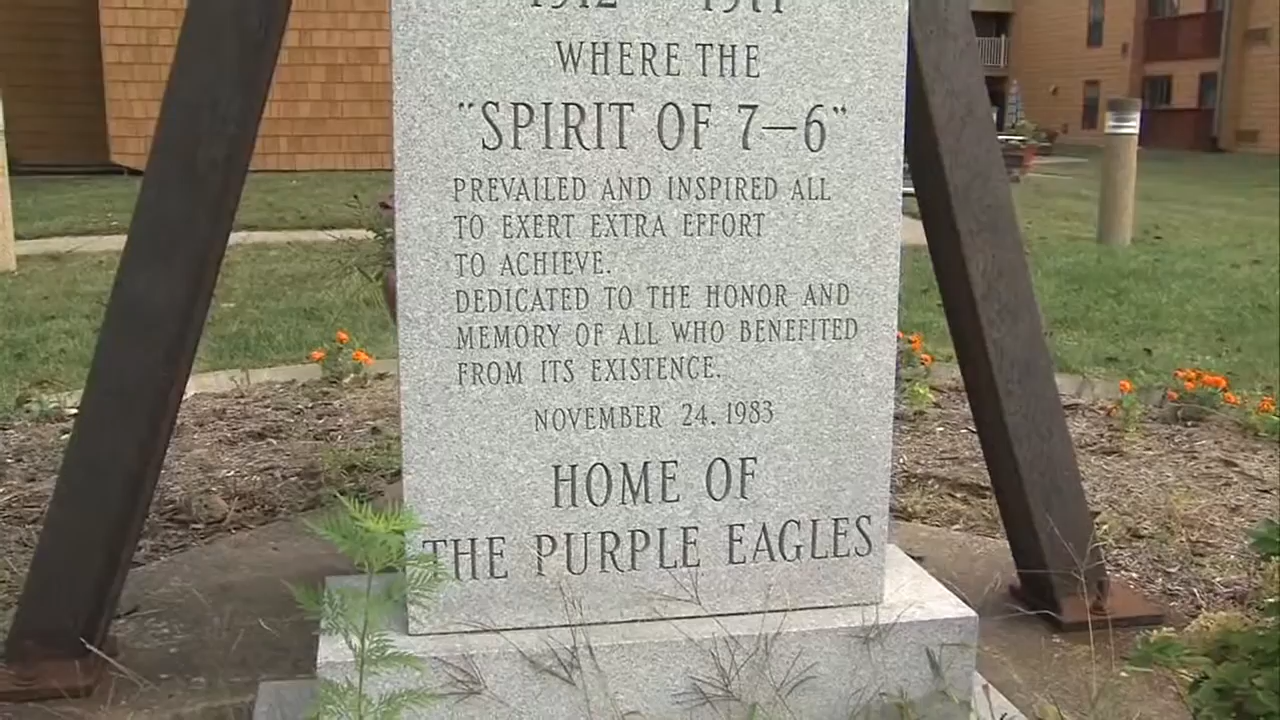 WHERE THE
"SPIRIT OF 7–6"
PREVAILED AND INSPIRED ALL
TO EXERT EXTRA EFFORT
TO ACHIEVE.
DEDICATED TO THE HONOR AND
MEMORY OF ALL WHO BENEFITED
FROM ITS EXISTENCE.
NOVEMBER 24, 1983
HOME OF
THE PURPLE EAGLES